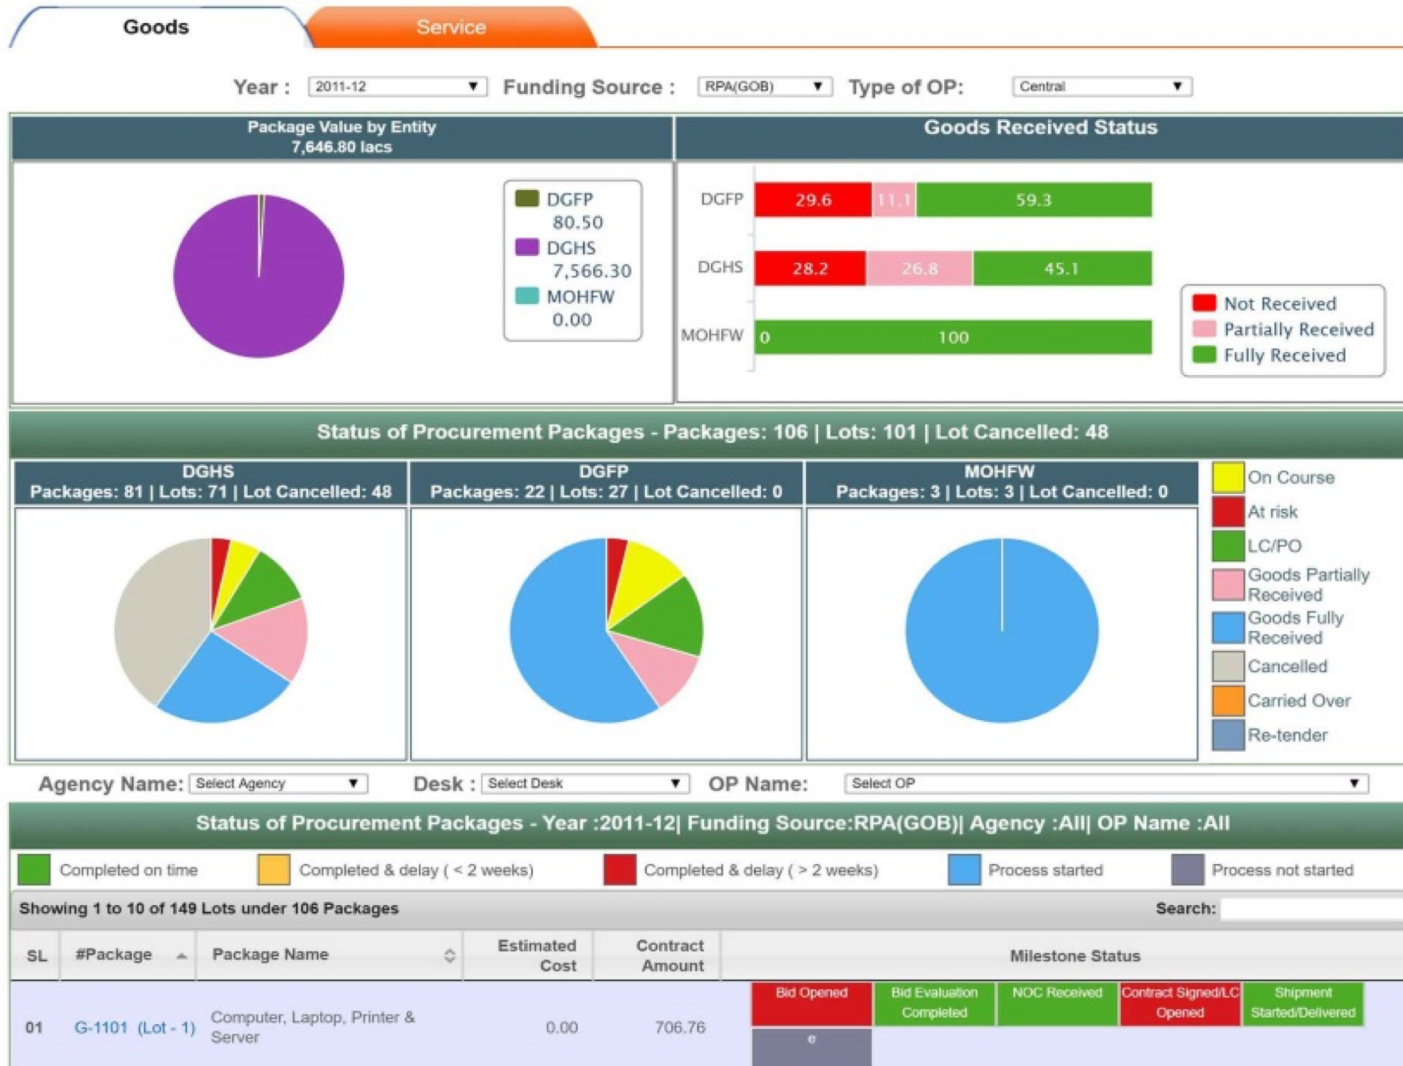 Goods
Service
Year : 2011-12 Funding Source : RPA(GOB) Type of OP: Central
Package Value by Entity
7,646.80 lacs
DGFP
80.50
DGHS
7,566.30
MOHFW
0.00
Goods Received Status
DGFP 29.6 11.1 59.3
DGHS 28.2 26.8 45.1
MOHFW 0 100
Not Received
Partially Received
Fully Received
Status of Procurement Packages - Packages: 106 | Lots: 101 | Lot Cancelled: 48
DGHS
Packages: 81 | Lots: 71 | Lot Cancelled: 48
DGFP
Packages: 22 | Lots: 27 | Lot Cancelled: 0
MOHFW
Packages: 3 | Lots: 3 | Lot Cancelled: 0
On Course
At risk
LC/PO
Goods Partially
Received
Goods Fully
Received
Cancelled
Carried Over
Re-tender
Agency Name: Select Agency Desk : Select Desk OP Name: Select OP
Status of Procurement Packages - Year :2011-12| Funding Source:RPA(GOB)| Agency :All| OP Name :All
Completed on time Completed & delay ( < 2 weeks) Completed & delay ( > 2 weeks) Process started Process not started
Showing 1 to 10 of 149 Lots under 106 Packages Search:
SL #Package Package Name Estimated Cost Contract Amount Milestone Status
01 G-1101 (Lot - 1) Computer, Laptop, Printer &
Server
0.00 706.76
Bid Opened
Bid Evaluation
Completed
NOC Received
Contract Signed/LC
Opened
Shipment
Started/Delivered
e